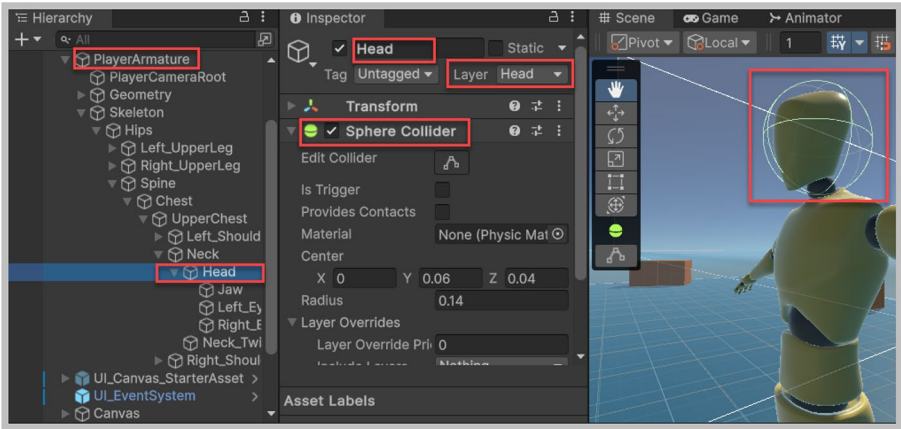 Hierarchy
All
PlayerArmature
PlayerCameraRoot
Geometry
Skeleton
Hips
Left_UpperLeg
Right_UpperLeg
Spine
Chest
UpperChest
Left_Should
Neck
Head
Jaw
Left_Ey
Right_E
Neck_Twi
Right_Shoul
UI_Canvas_StarterAsset
UI_EventSystem
Canvas
Inspector
Head
Static
Tag Untagged Layer Head
Transform
Sphere Collider
Edit Collider
Is Trigger
Provides Contacts
Material None (Physic Mat
Center
X 0 Y 0.06 Z 0.04
Radius 0.14
Layer Overrides
Layer Override Pri 0
Include Layers Nothing
Asset Labels
Scene Game Animator
Pivot Local 1